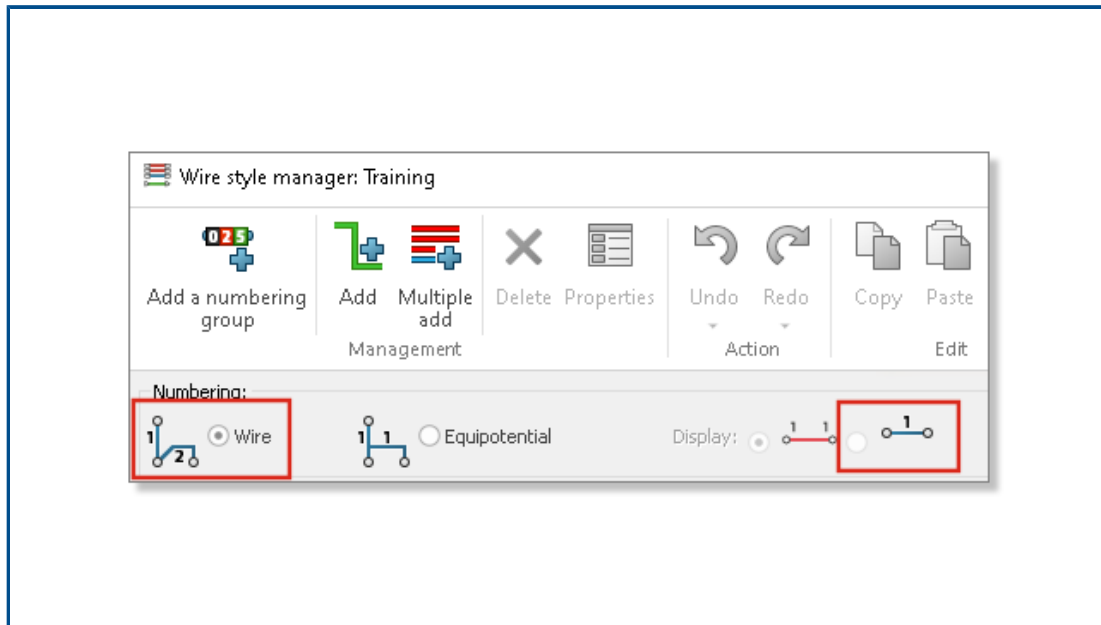 Wire style manager: Training
025
Add a numbering group
Add
Multiple add
Delete
Properties
Undo
Redo
Copy
Paste
Management
Action
Edit
Numbering:
1 2 Wire
1 1 Equipotential
Display: 1 1
1